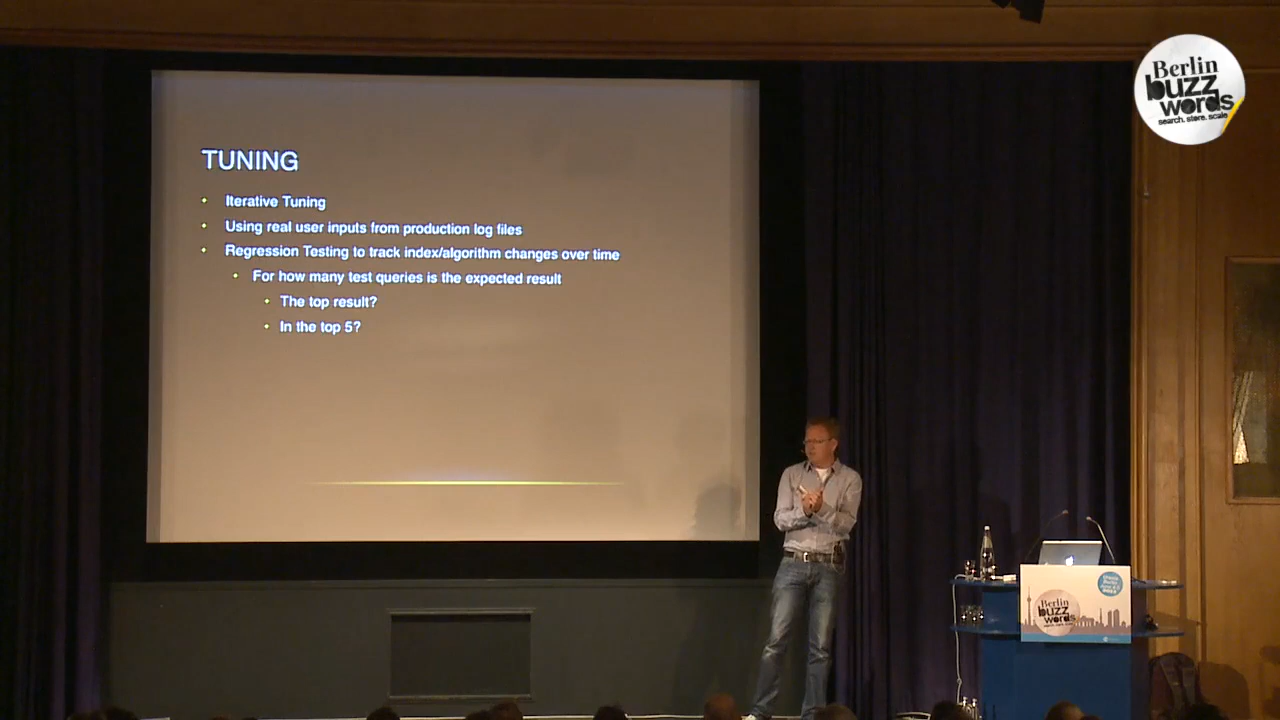 TUNING
Iterative Tuning
Using real user inputs from production log files
Regression Testing to track index/algorithm changes over time
For how many test queries is the expected result
The top result?
In the top 5?
Berlin
buzz
words
search. store. scale
Berlin
buzz
words